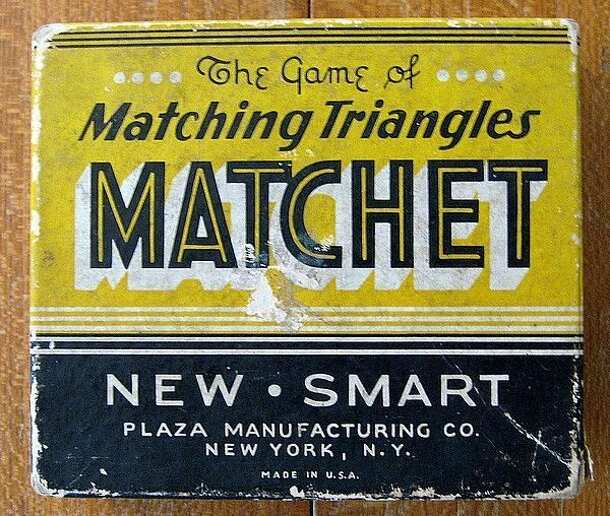 The Game of
Matching Triangles
MATCHET
NEW • SMART
PLAZA MANUFACTURING CO.
NEW YORK, N.Y.
MADE IN U.S.A.